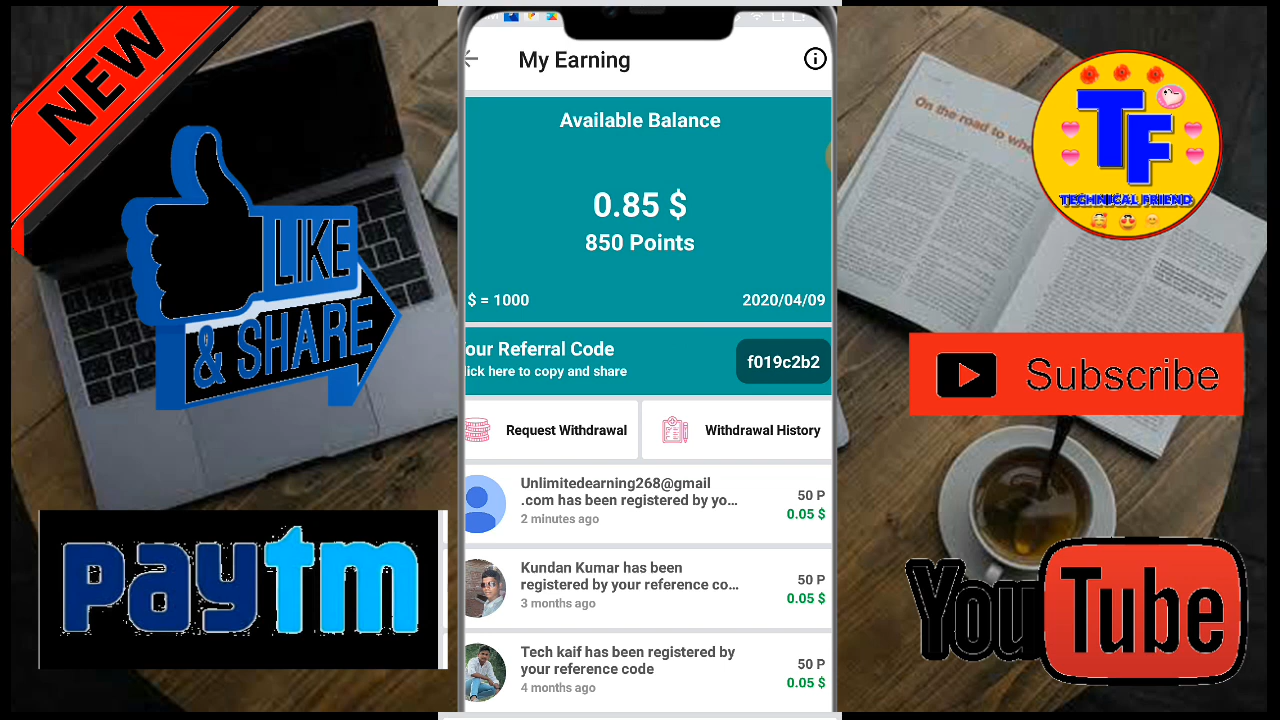 NEW
LIKE
& SHARE
paytm
My Earning
Available Balance
0.85 $
850 Points
$ = 1000
2020/04/09
our Referral Code
lick here to copy and share
f019c2b2
Request Withdrawal
Withdrawal History
Unlimitedearning268@gmail
.com has been registered by yo...
2 minutes ago
50 P
0.05 $
Kundan Kumar has been
registered by your reference co...
3 months ago
50 P
0.05 $
Tech kaif has been registered by
your reference code
4 months ago
50 P
0.05 $
On the road to
TF
TECHNICAL FRIEND
Subscribe
YouTube